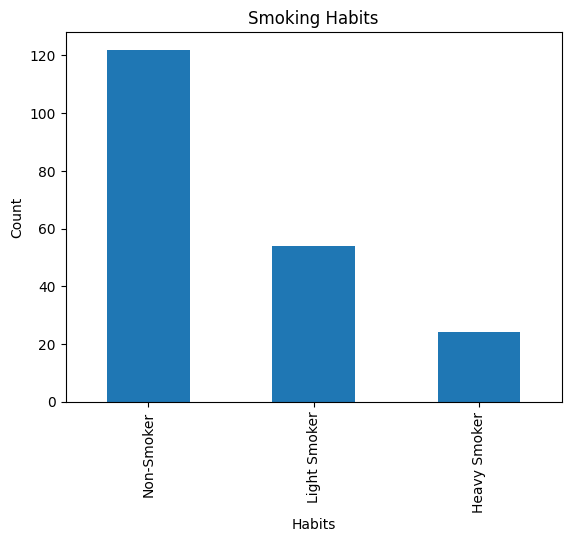 Smoking Habits
120
100
80
60
40
20
0
Count
Non-Smoker
Light Smoker
Heavy Smoker
Habits